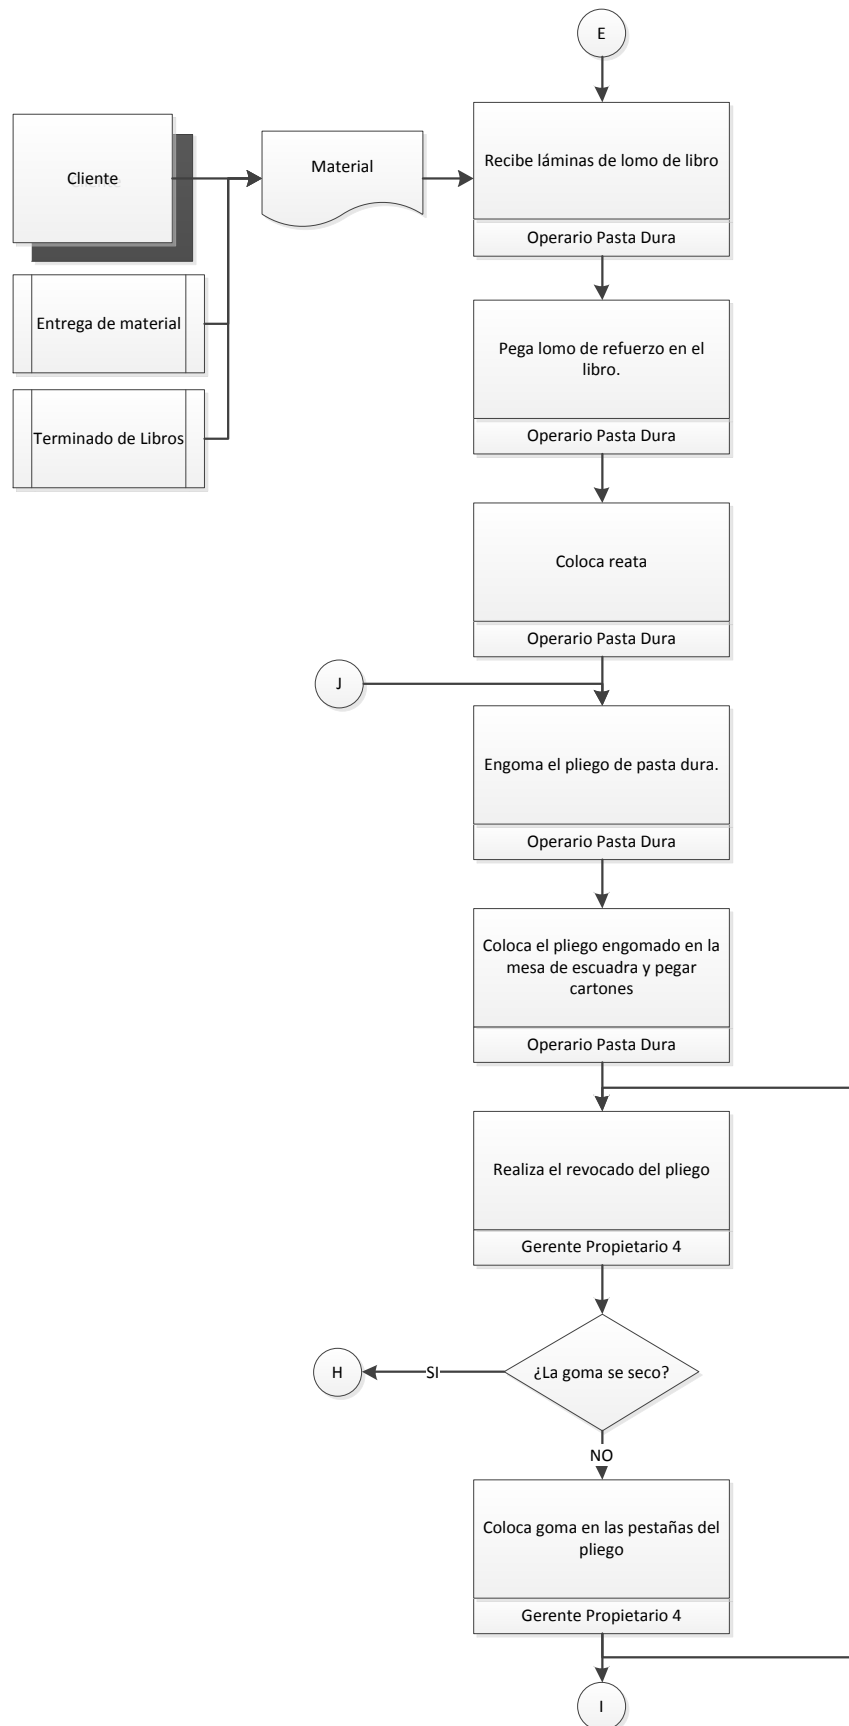 E
Cliente
Material
Recibe láminas de lomo de libro
Operario Pasta Dura
Entrega de material
Terminado de Libros
Pega lomo de refuerzo en el
libro.
Operario Pasta Dura
Coloca reata
Operario Pasta Dura
J
Engoma el pliego de pasta dura.
Operario Pasta Dura
Coloca el pliego engomado en la
mesa de escuadra y pegar
cartones
Operario Pasta Dura
Realiza el revocado del pliego
Gerente Propietario 4
H
SI
¿La goma se seco?
NO
Coloca goma en las pestañas del
pliego
Gerente Propietario 4
I